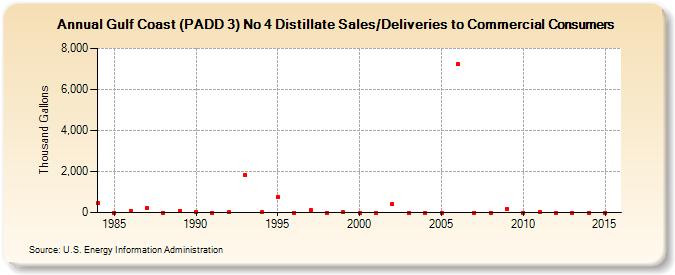 Annual Gulf Coast (PADD 3) No 4 Distillate Sales/Deliveries to Commercial Consumers
Thousand Gallons
8,000
6,000
4,000
2,000
0
1985 1990 1995 2000 2005 2010 2015
Source: U.S. Energy Information Administration